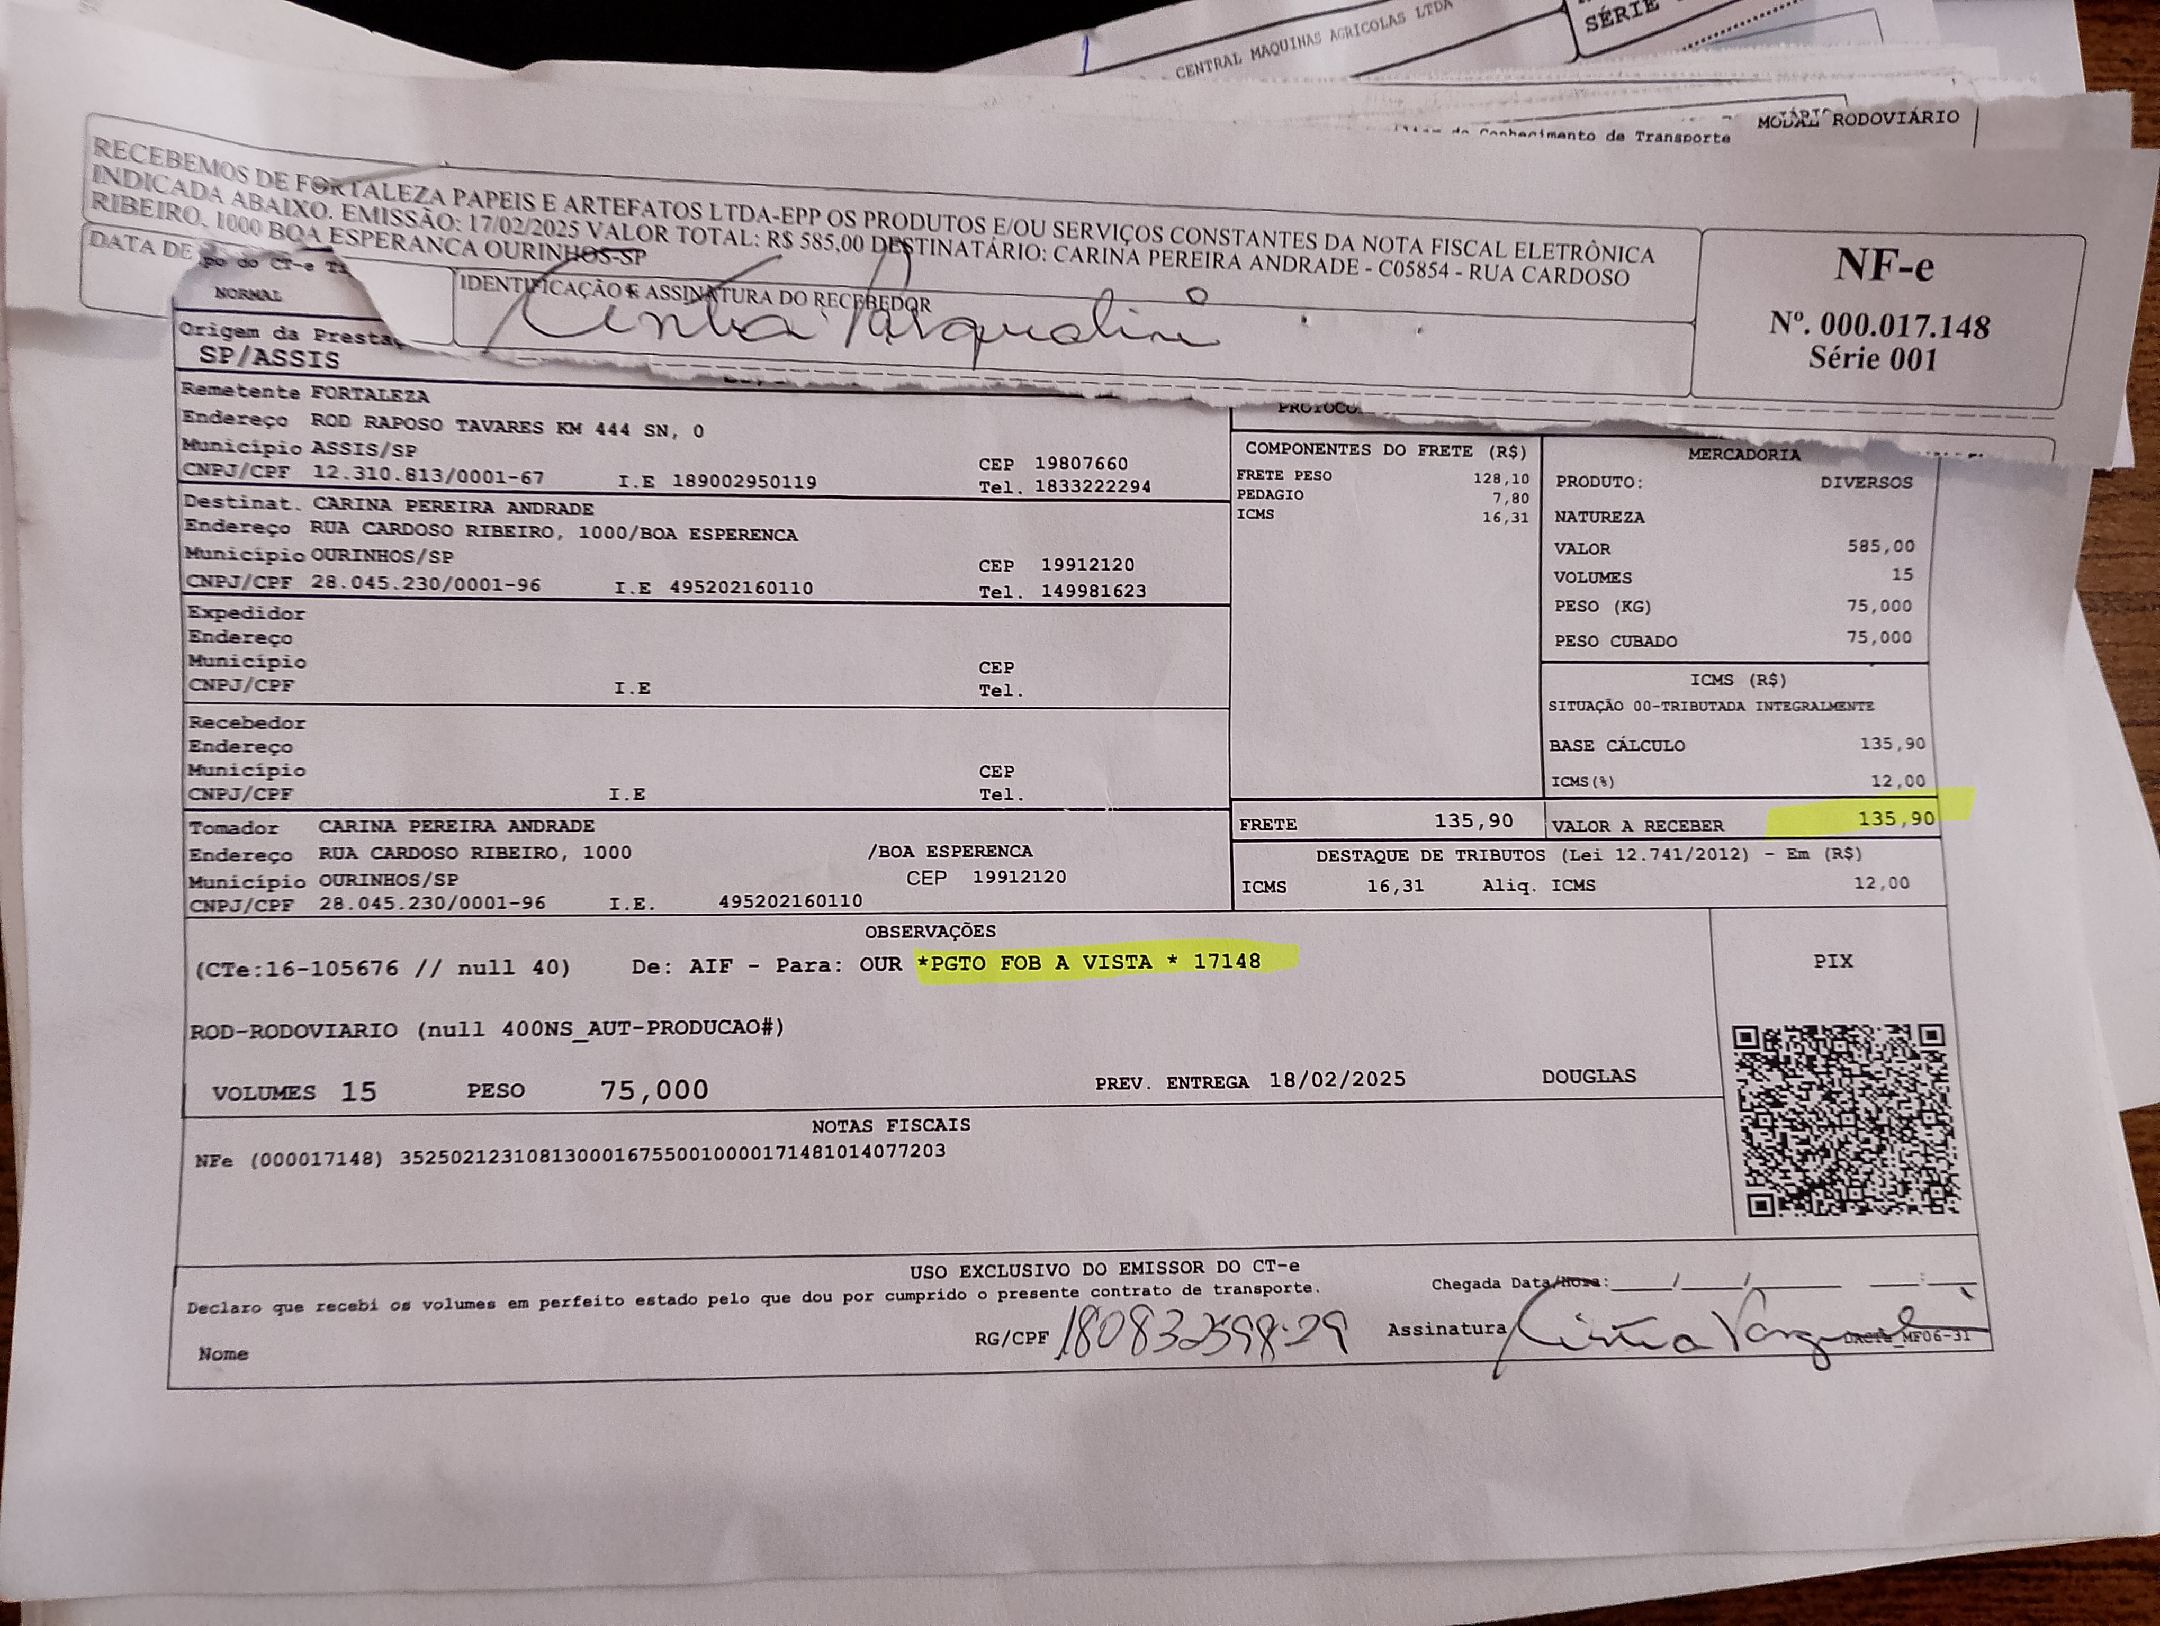 CENTRAL MAQUINAS AGRICOLAS LTDA
SÉRIE
do Conhecimento de Transporte
MODAL RODOVIÁRIO
RECEBEMOS DE FORTALEZA PAPEIS E ARTEFATOS LTDA-EPP OS PRODUTOS E/OU SERVIÇOS CONSTANTES DA NOTA FISCAL ELETRÔNICA
INDICADA ABAIXO. EMISSÃO: 17/02/2025 VALOR TOTAL: R$ 585,00 DESTINATÁRIO: CARINA PEREIRA ANDRADE - C05854 - RUA CARDOSO
RIBEIRO, 1000 BOA ESPERANCA OURINHOS-SP
NF-e
Nº. 000.017.148
Série 001
DATA DE
IDENTIFICAÇÃO E ASSINATURA DO RECEBEDOR
po do CT-e
NORMAL
Origem da Presta
SP/ASSIS
Remetente FORTALEZA
Endereço ROD RAPOSO TAVARES KM 444 SN, 0
Município ASSIS/SP CEP 19807660
CNPJ/CPF 12.310.813/0001-67 I.E 189002950119 Tel. 1833222294
Destinat. CARINA PEREIRA ANDRADE
Endereço RUA CARDOSO RIBEIRO, 1000/BOA ESPERENCA
Município OURINHOS/SP CEP 19912120
CNPJ/CPF 28.045.230/0001-96 I.E 495202160110 Tel. 149981623
Expedidor
Endereço
Município CEP
CNPJ/CPF I.E Tel.
Recebedor
Endereço
Município CEP
CNPJ/CPF I.E Tel.
Tomador CARINA PEREIRA ANDRADE
Endereço RUA CARDOSO RIBEIRO, 1000 /BOA ESPERENCA
Município OURINHOS/SP CEP 19912120
CNPJ/CPF 28.045.230/0001-96 I.E. 495202160110
PROTOCO
COMPONENTES DO FRETE (R$)
FRETE PESO 128,10
PEDAGIO 7,80
ICMS 16,31
MERCADORIA
PRODUTO: DIVERSOS
NATUREZA
VALOR 585,00
VOLUMES 15
PESO (KG) 75,000
PESO CUBADO 75,000
ICMS (R$)
SITUAÇÃO 00-TRIBUTADA INTEGRALMENTE
BASE CÁLCULO 135,90
ICMS(%) 12,00
FRETE 135,90 VALOR A RECEBER 135,90
DESTAQUE DE TRIBUTOS (Lei 12.741/2012) - Em (R$)
ICMS 16,31 Aliq. ICMS 12,00
OBSERVAÇÕES
(CTe:16-105676 // null 40) De: AIF - Para: OUR *PGTO FOB A VISTA * 17148
PIX
ROD-RODOVIARIO (null 400NS_AUT-PRODUCAO#)
VOLUMES 15 PESO 75,000 PREV. ENTREGA 18/02/2025 DOUGLAS
NOTAS FISCAIS
NFe (000017148) 35250212310813000167550010000171481014077203
USO EXCLUSIVO DO EMISSOR DO CT-e
Declaro que recebi os volumes em perfeito estado pelo que dou por cumprido o presente contrato de transporte.
Chegada Data/Hora: / / :
Nome RG/CPF 180832598-29 Assinatura
DACTE_MF06-31